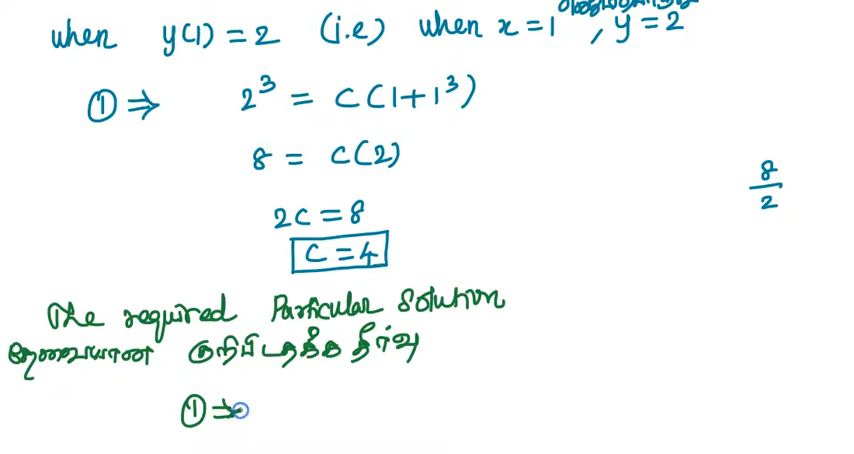 when y(1) = 2 (i.e) when x = 1 , y = 2
① ⇒ 2³ = C(1+1³)
8 = C(2)
8/2
2C = 8
C = 4
The required Particular Solution
தேவையான குறிப்பிடத்தக்க தீர்வு
① ⇒